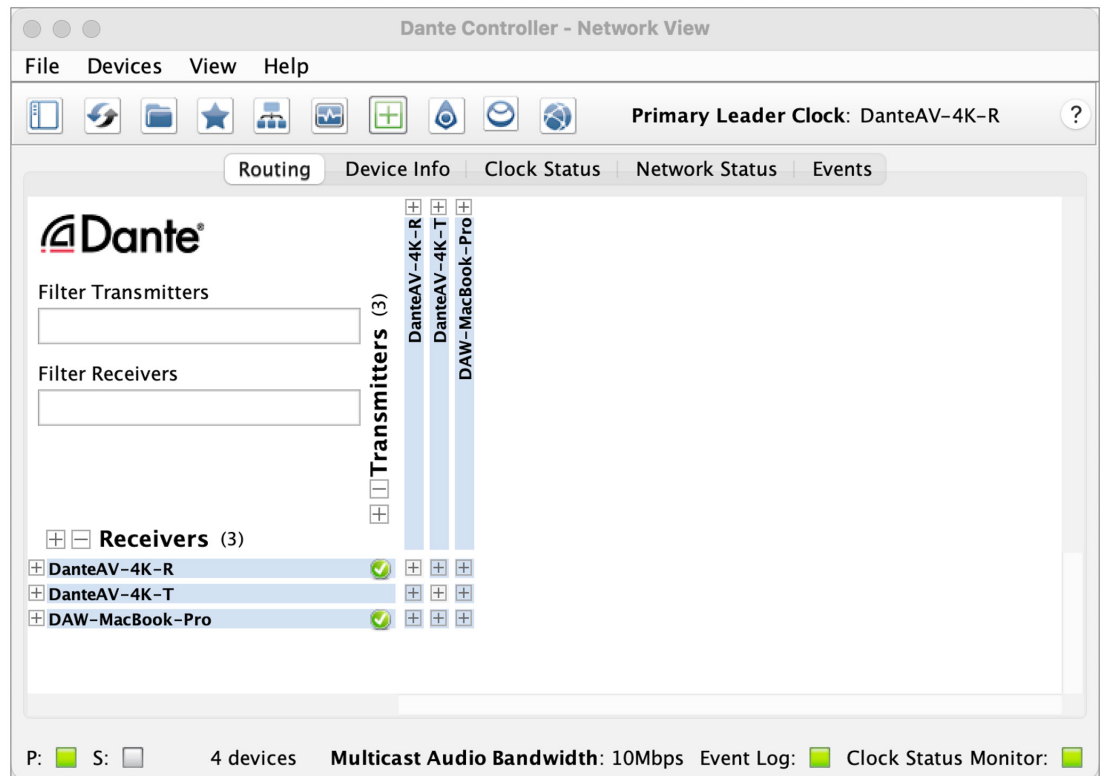 Dante Controller - Network View
File Devices View Help
Primary Leader Clock: DanteAV-4K-R ?
Routing Device Info Clock Status Network Status Events
Dante®
Filter Transmitters
Filter Receivers
Transmitters (3)
DanteAV-4K-R
DanteAV-4K-T
DAW-MacBook-Pro
Receivers (3)
DanteAV-4K-R
DanteAV-4K-T
DAW-MacBook-Pro
P: S: 4 devices Multicast Audio Bandwidth: 10Mbps Event Log: Clock Status Monitor: